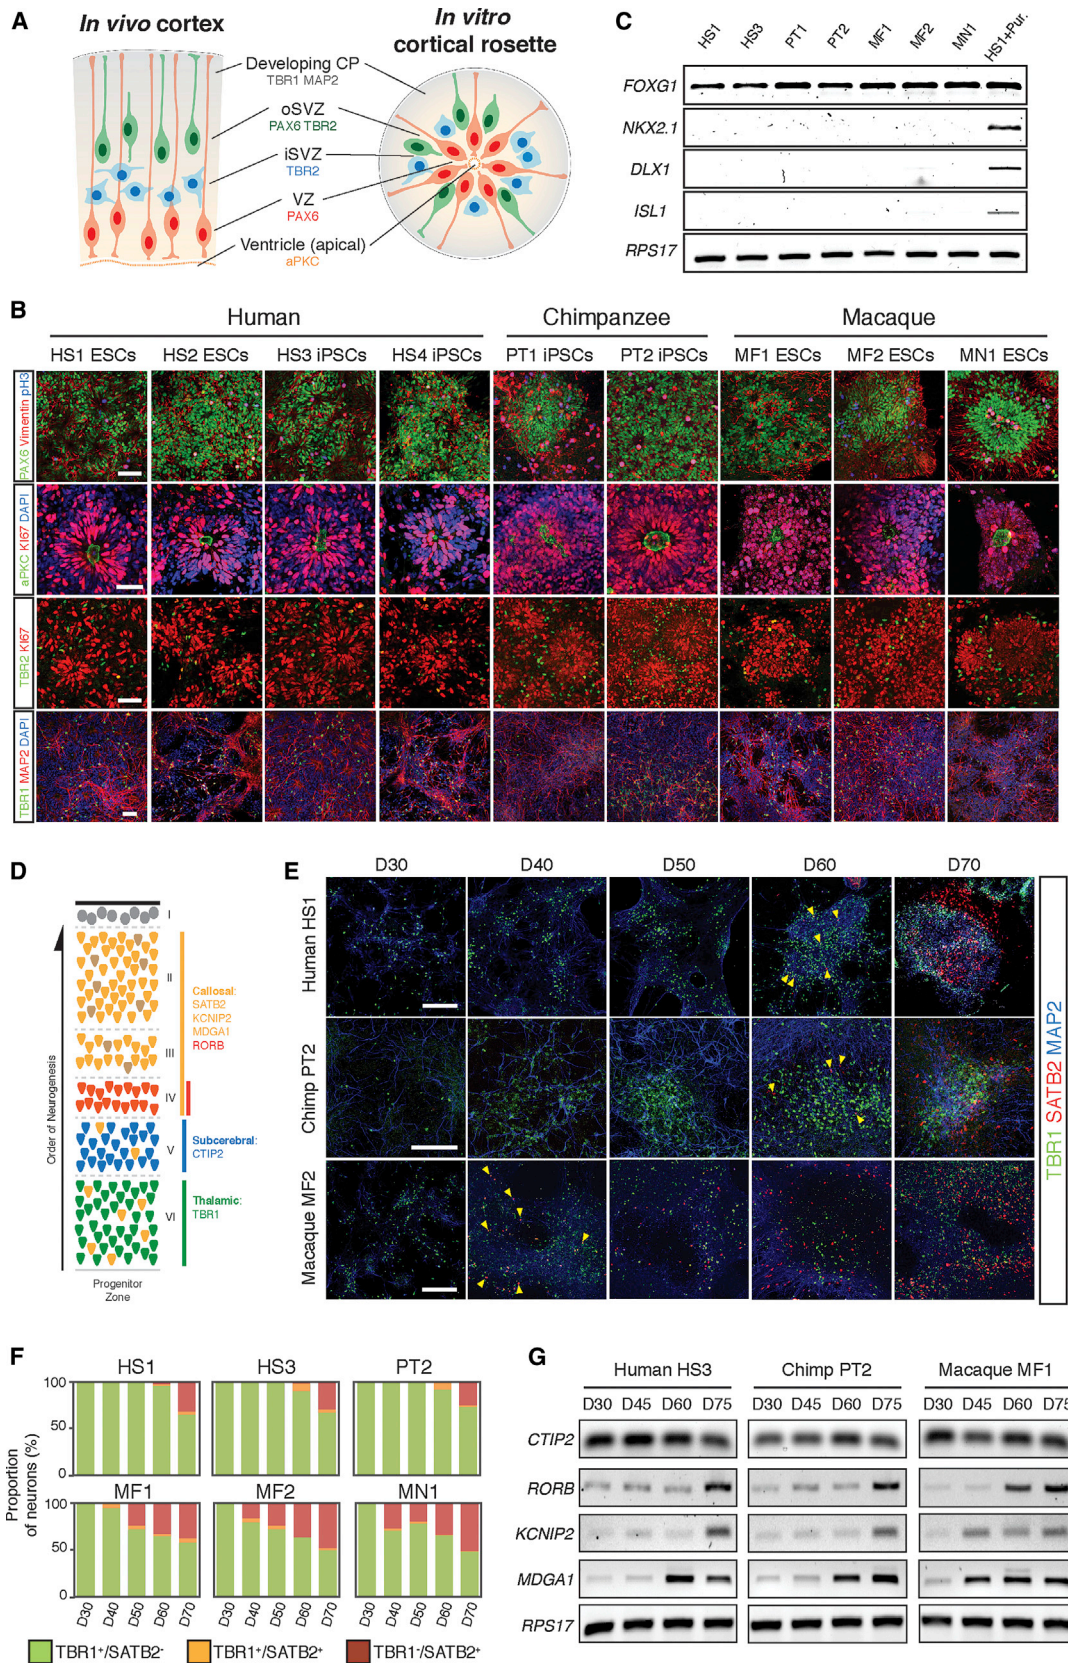 A
In vivo cortex
In vitro
cortical rosette
Developing CP
TBR1 MAP2
oSVZ
PAX6 TBR2
iSVZ
TBR2
VZ
PAX6
Ventricle (apical)
aPKC
C
HS1
HS3
PT1
PT2
MF1
MF2
MN1
HS1+Pur.
FOXG1
NKX2.1
DLX1
ISL1
RPS17
B
Human
Chimpanzee
Macaque
HS1 ESCs
HS2 ESCs
HS3 iPSCs
HS4 iPSCs
PT1 iPSCs
PT2 iPSCs
MF1 ESCs
MF2 ESCs
MN1 ESCs
PAX6 Vimentin pH3
aPKC KI67 DAPI
TBR2 KI67
TBR1 MAP2 DAPI
D
Order of Neurogenesis
I
II
III
IV
V
VI
Callosal:
SATB2
KCNIP2
MDGA1
RORB
Subcerebral:
CTIP2
Thalamic:
TBR1
Progenitor
Zone
E
D30
D40
D50
D60
D70
Human HS1
Chimp PT2
Macaque MF2
TBR1 SATB2 MAP2
F
HS1
HS3
PT2
100
50
0
MF1
MF2
MN1
100
50
0
Proportion
of neurons (%)
D30
D40
D50
D60
D70
D30
D40
D50
D60
D70
D30
D40
D50
D60
D70
TBR1+/SATB2-
TBR1+/SATB2+
TBR1-/SATB2+
G
Human HS3
Chimp PT2
Macaque MF1
D30 D45 D60 D75
D30 D45 D60 D75
D30 D45 D60 D75
CTIP2
RORB
KCNIP2
MDGA1
RPS17